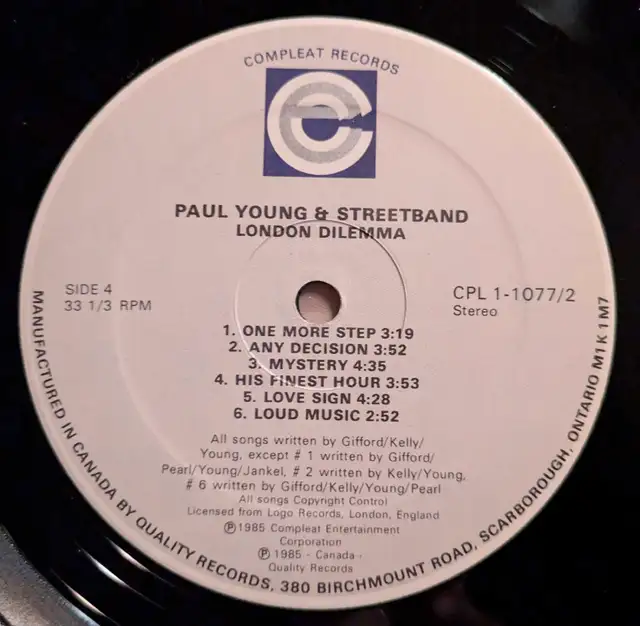 COMPLEAT RECORDS
PAUL YOUNG & STREETBAND
LONDON DILEMMA
SIDE 4
33 1/3 RPM
CPL 1-1077/2
Stereo
1. ONE MORE STEP 3:19
2. ANY DECISION 3:52
3. MYSTERY 4:35
4. HIS FINEST HOUR 3:53
5. LOVE SIGN 4:28
6. LOUD MUSIC 2:52
All songs written by Gifford/Kelly/
Young, except # 1 written by Gifford/
Pearl/Young/Jankel, # 2 written by Kelly/Young,
# 6 written by Gifford/Kelly/Young/Pearl
All songs Copyright Control
Licensed from Logo Records, London, England
℗1985 Compleat Entertainment
Corporation
℗ 1985 - Canada -
Quality Records
MANUFACTURED IN CANADA BY QUALITY RECORDS, 380 BIRCHMOUNT ROAD, SCARBOROUGH, ONTARIO M1K 1M7